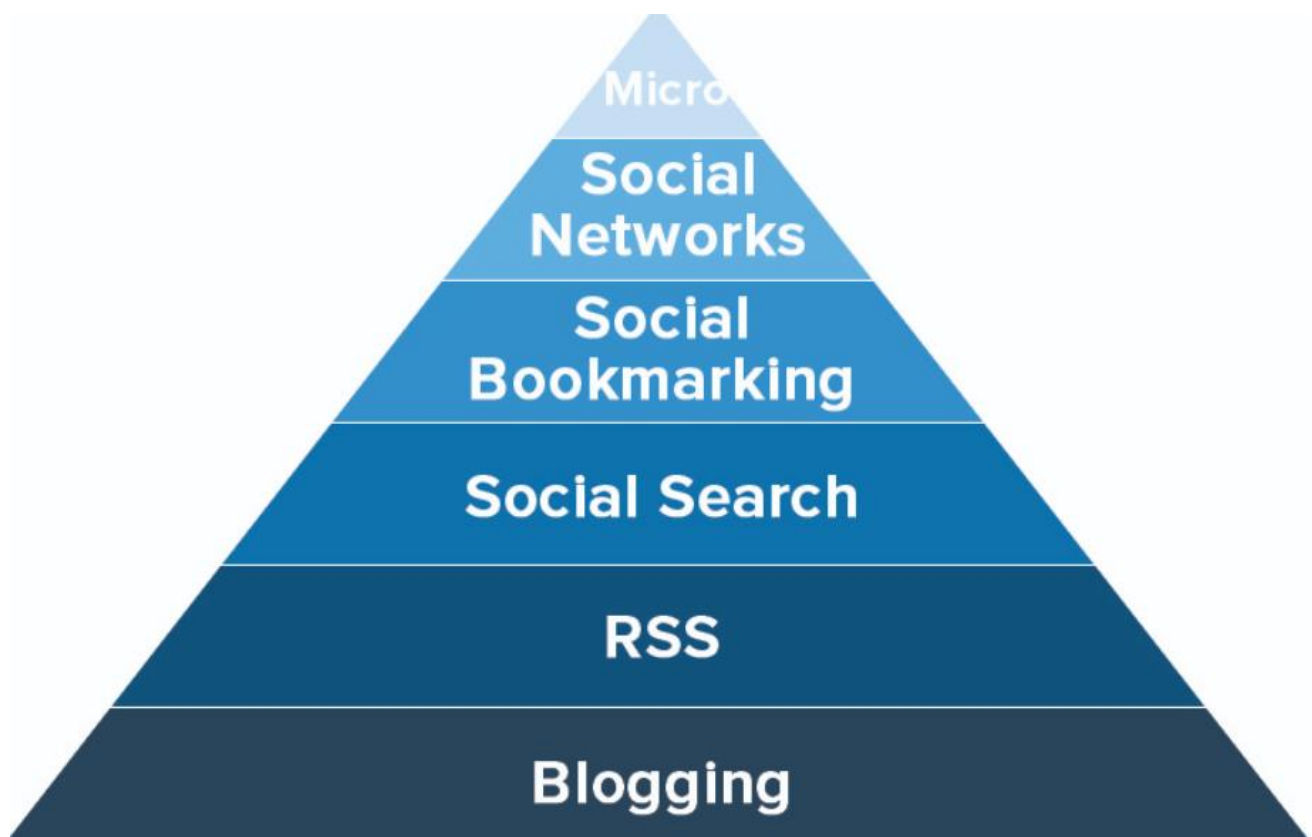 Micro
Social
Networks
Social
Bookmarking
Social Search
RSS
Blogging